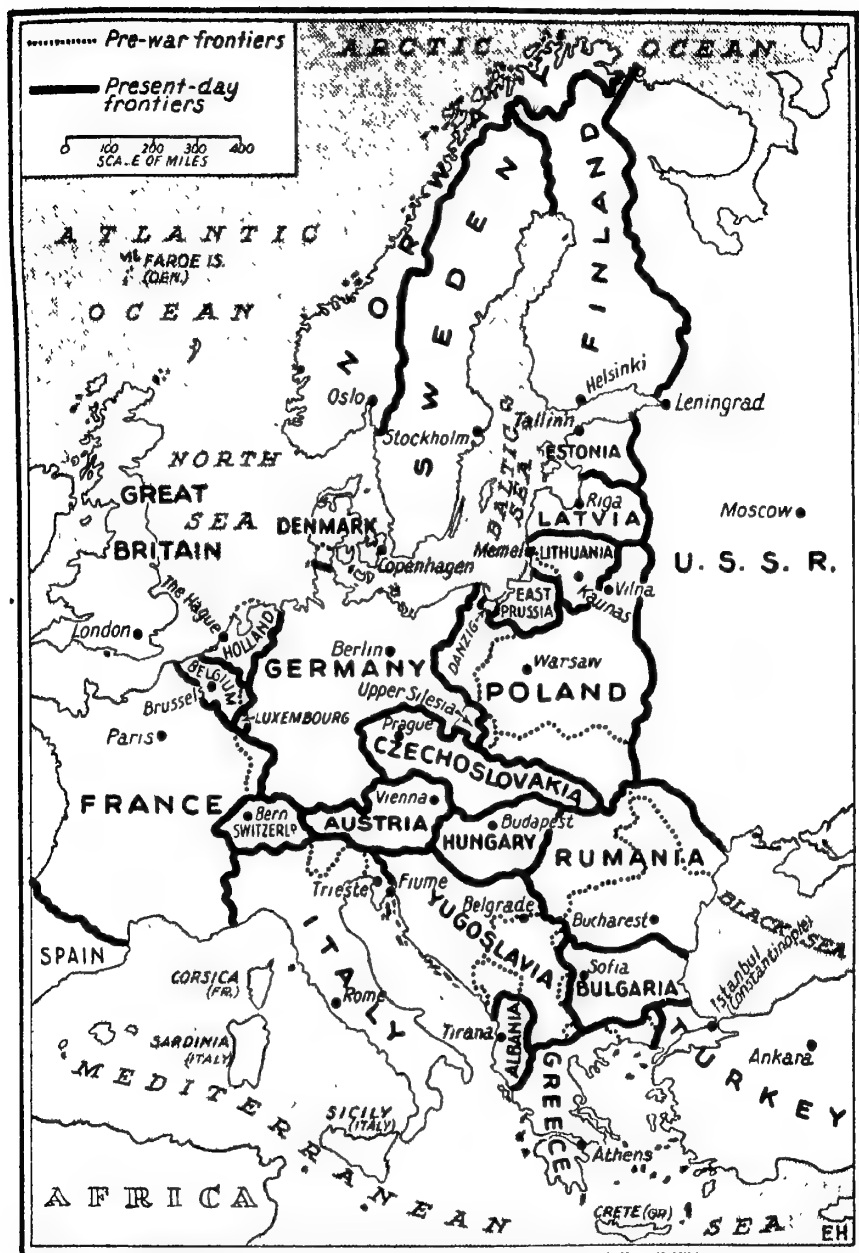 Pre-war frontiers
Present-day
frontiers
0 100 200 300 400
SCALE OF MILES
ARCTIC OCEAN
ATLANTIC
OCEAN
FAROE IS.
(DEN.)
NORWAY
SWEDEN
FINLAND
Oslo
Stockholm
Helsinki
Leningrad
Tallinn
ESTONIA
BALTIC
SEA
NORTH
SEA
GREAT
BRITAIN
DENMARK
Copenhagen
Riga
LATVIA
Moscow
Memel
LITHUANIA
U.S.S.R.
Kaunas
Vilna
EAST
PRUSSIA
DANZIG
The Hague
HOLLAND
London
Berlin
GERMANY
Warsaw
POLAND
BELGIUM
Brussels
Upper Silesia
LUXEMBOURG
Paris
Prague
CZECHOSLOVAKIA
FRANCE
Bern
SWITZERLD
Vienna
AUSTRIA
Budapest
HUNGARY
RUMANIA
Trieste
Fiume
Belgrade
YUGOSLAVIA
Bucharest
BLACK SEA
Istanbul
(Constantinople)
SPAIN
ITALY
CORSICA
(FR.)
Rome
Sofia
BULGARIA
SARDINIA
(ITALY)
Tirana
ALBANIA
GREECE
TURKEY
Ankara
MEDITERRANEAN SEA
SICILY
(ITALY)
Athens
AFRICA
CRETE (GR)
EH